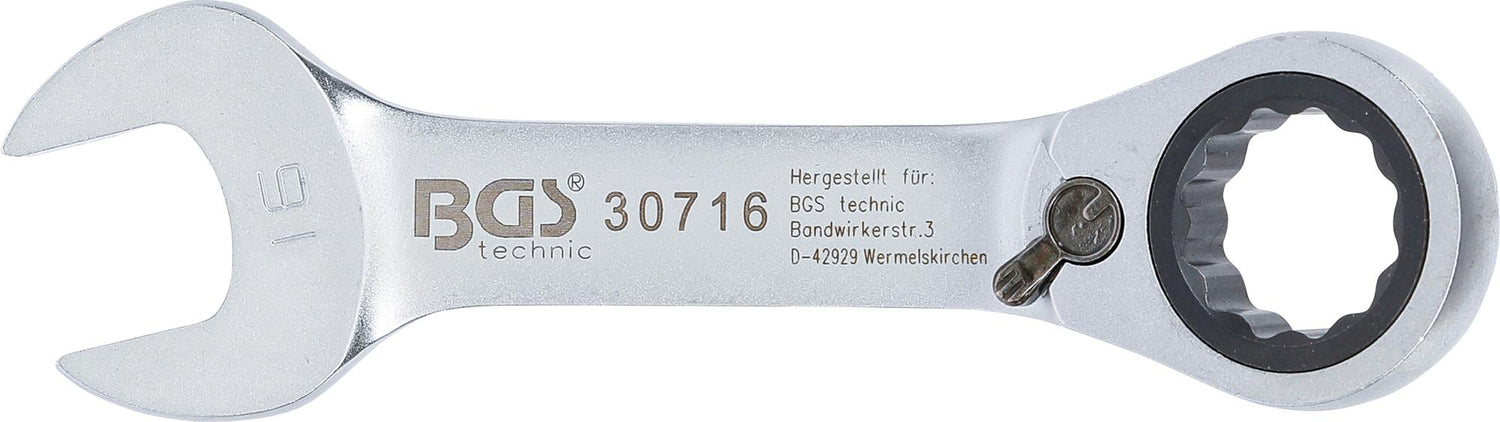 16
BGS®
technic
30716
Hergestellt für:
BGS technic
Bandwirkerstr.3
D-42929 Wermelskirchen